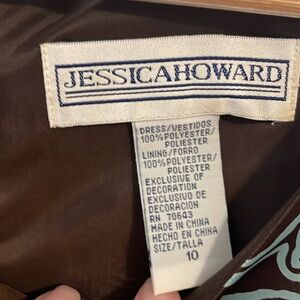 JESSICAHOWARD
DRESS/VESTIDOS
100%POLYESTER/
POLIESTER
LINING/FORRO
100%POLYESTER/
POLIESTER
EXCLUSIVE OF
DECORATION
EXCLUSIVO DE
DECORACION
RN 70643
MADE IN CHINA
HECHO EN CHINA
SIZE/TALLA
10